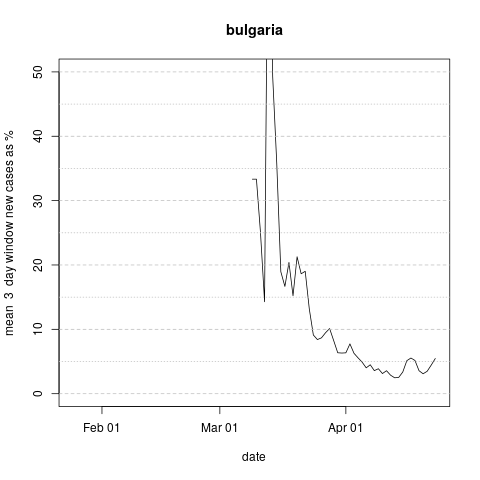 bulgaria
mean  3  day window new cases as %
50
40
30
20
10
0
Feb 01
Mar 01
Apr 01
date